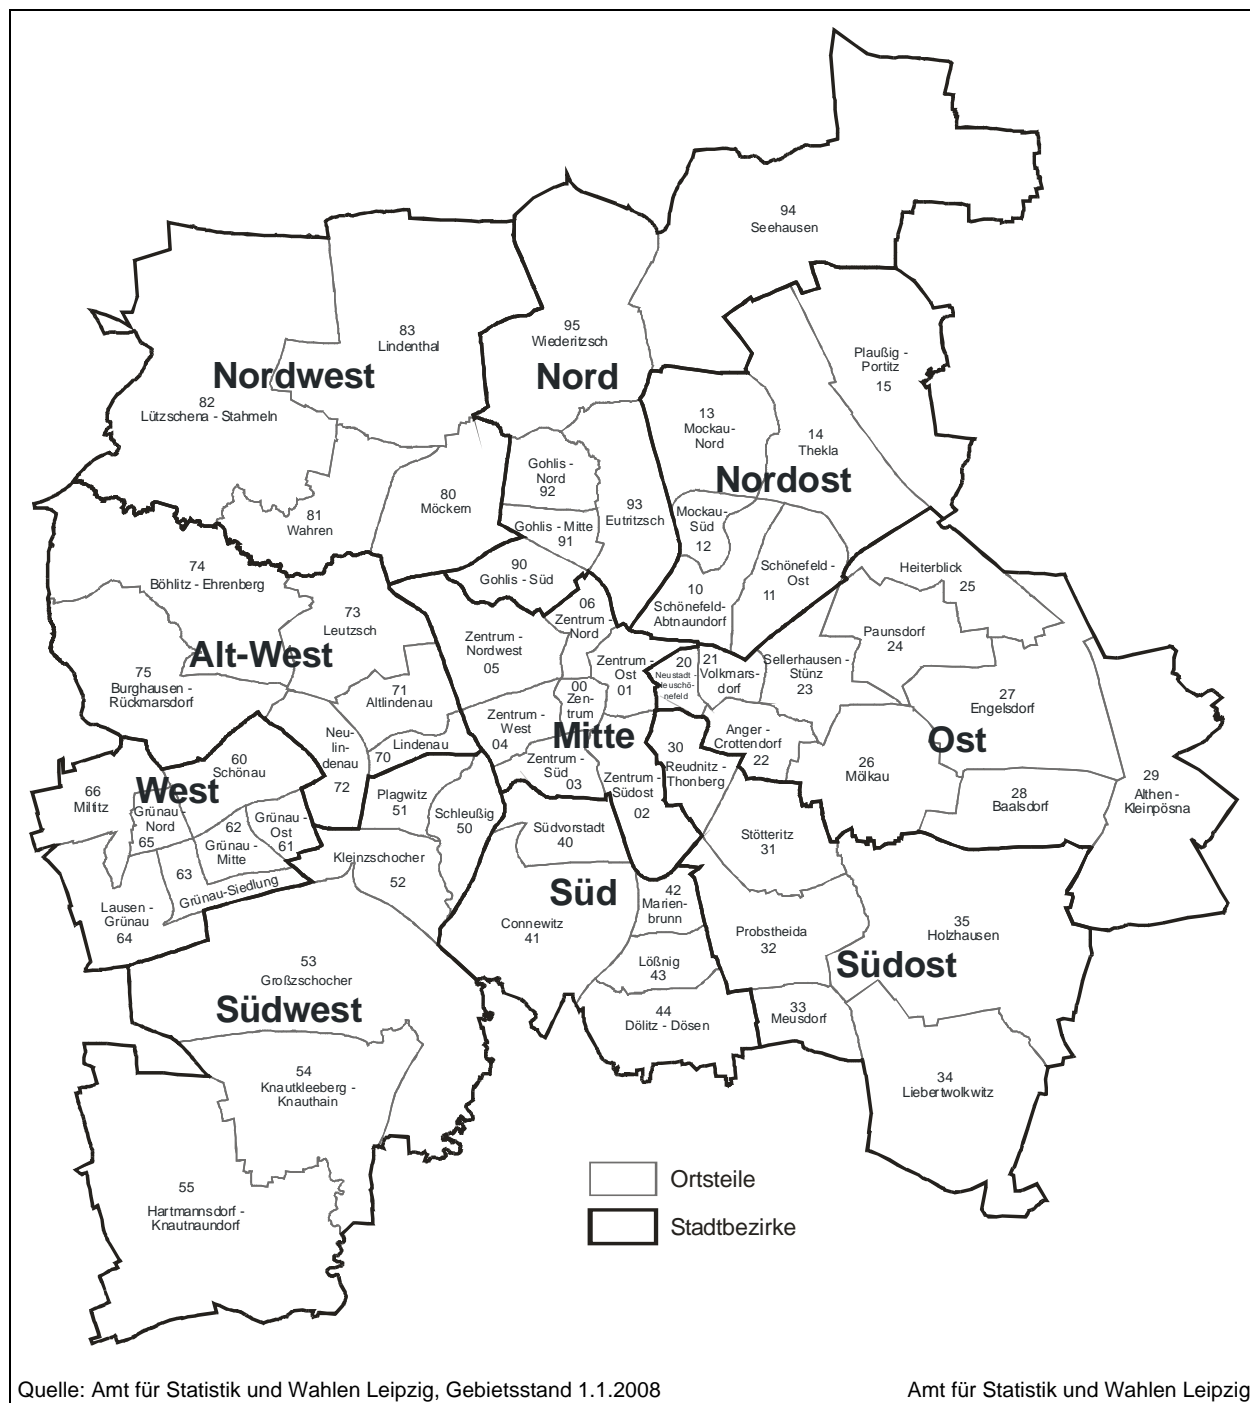 94
Seehausen
83
Lindenthal
95
Wiederitzsch
Plaußig -
Portitz
15
Nordwest
Nord
82
Lützschena - Stahmeln
13
Mockau-
Nord
14
Thekla
Nordost
Gohlis -
Nord
92
80
Möckern
93
Eutritzsch
81
Wahren
Gohlis - Mitte
91
Mockau-
Süd
12
90
Gohlis - Süd
74
Böhlitz - Ehrenberg
Schönefeld -
Ost
11
Heiterblick
25
10
Schönefeld-
Abtnaundorf
06
Zentrum -
Nord
73
Leutzsch
Paunsdorf
24
Zentrum -
Nordwest
05
Alt-West
75
Burghausen -
Rückmarsdorf
Zentrum -
Ost
01
20
Neustadt -
Neuschö-
nefeld
21
Volkmars-
dorf
Sellerhausen -
Stünz
23
71
Altlindenau
00
Zen-
trum
27
Engelsdorf
Zentrum -
West
04
Mitte
Ost
Neu-
lin-
denau
72
Lindenau
70
Anger -
Crottendorf
22
30
Reudnitz -
Thonberg
26
Mölkau
60
Schönau
Zentrum -
Süd
03
Zentrum -
Südost
02
29
Althen -
Kleinpösna
28
Baalsdorf
66
Miltitz
West
Grünau -
Nord
65
Plagwitz
51
Schleußig
50
62
Grünau -
Mitte
Grünau -
Ost
61
Südvorstadt
40
Stötteritz
31
Kleinzschocher
52
63
Grünau-Siedlung
Süd
42
Marien-
brunn
Lausen -
Grünau
64
Connewitz
41
Probstheida
32
35
Holzhausen
Südost
53
Großzschocher
Lößnig
43
Südwest
44
Dölitz - Dösen
33
Meusdorf
54
Knautkleeberg -
Knauthain
34
Liebertwolkwitz
55
Hartmannsdorf -
Knautnaundorf
Ortsteile
Stadtbezirke
Quelle: Amt für Statistik und Wahlen Leipzig, Gebietsstand 1.1.2008
Amt für Statistik und Wahlen Leipzig